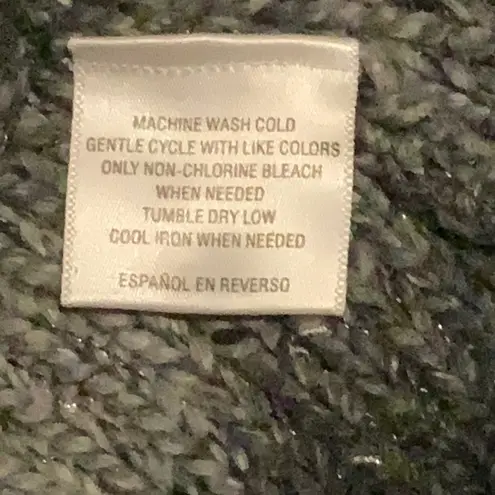 MACHINE WASH COLD
GENTLE CYCLE WITH LIKE COLORS
ONLY NON-CHLORINE BLEACH
WHEN NEEDED
TUMBLE DRY LOW
COOL IRON WHEN NEEDED
ESPAÑOL EN REVERSO